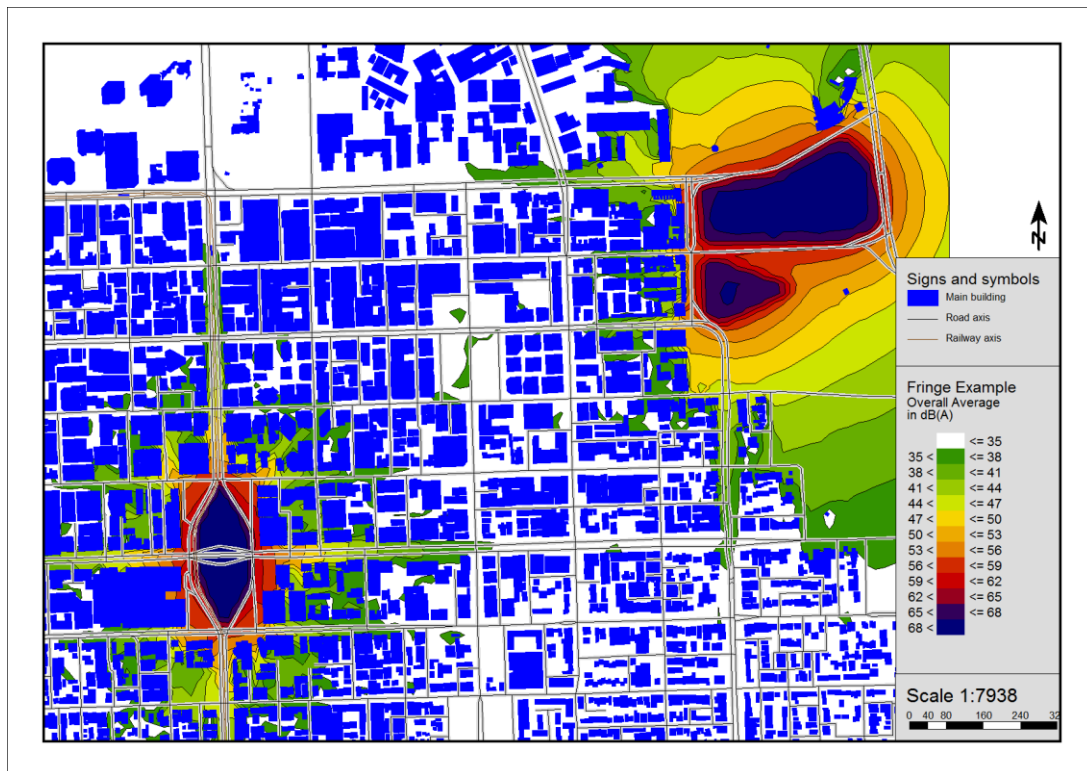 Z
Signs and symbols
Main building
Road axis
Railway axis
Fringe Example
Overall Average
in dB(A)
<= 35
35 < <= 38
38 < <= 41
41 < <= 44
44 < <= 47
47 < <= 50
50 < <= 53
53 < <= 56
56 < <= 59
59 < <= 62
62 < <= 65
65 < <= 68
68 <
Scale 1:7938
0 40 80 160 240 32